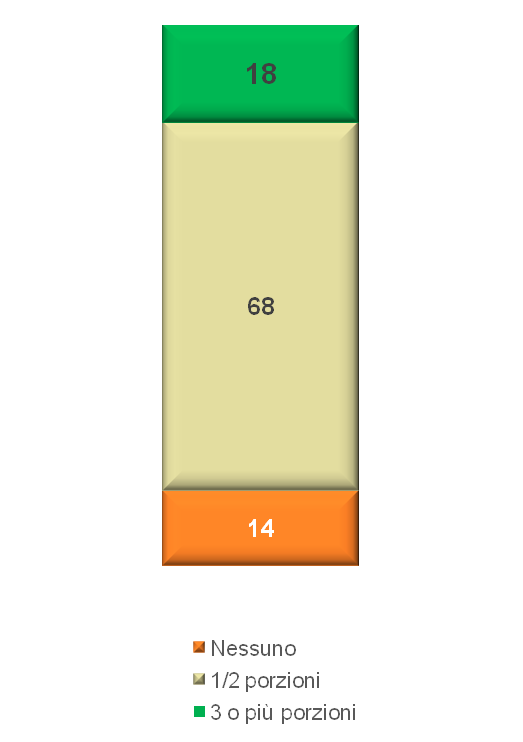 18
68
14
Nessuno
1/2 porzioni
3 o più porzioni